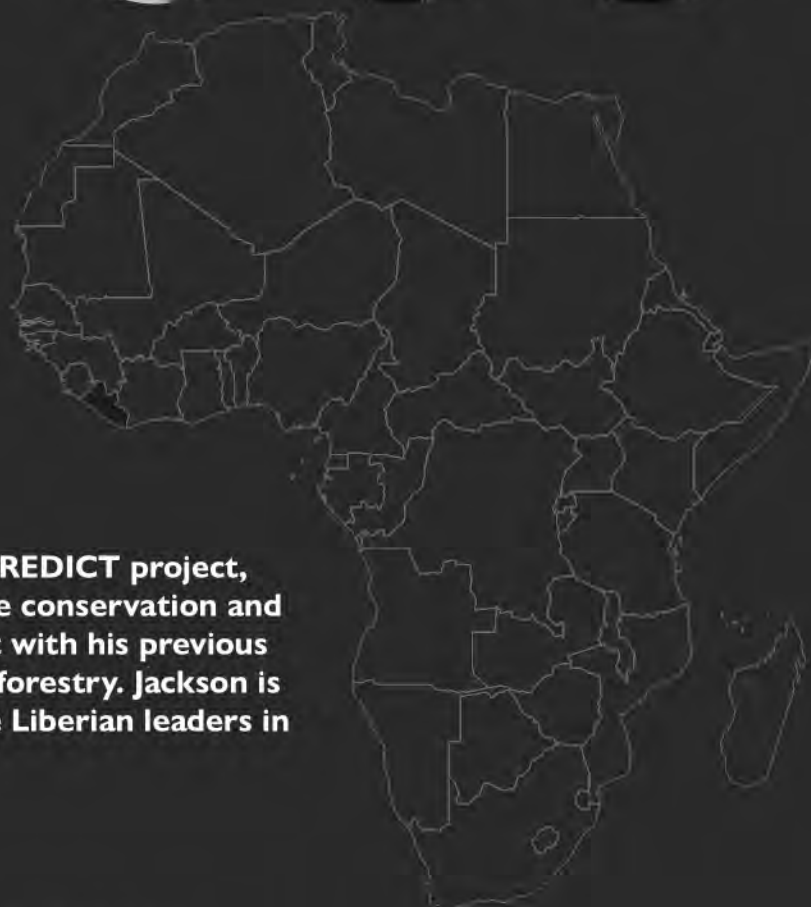 REDICT project,
e conservation and
t with his previous
forestry. Jackson is
e Liberian leaders in